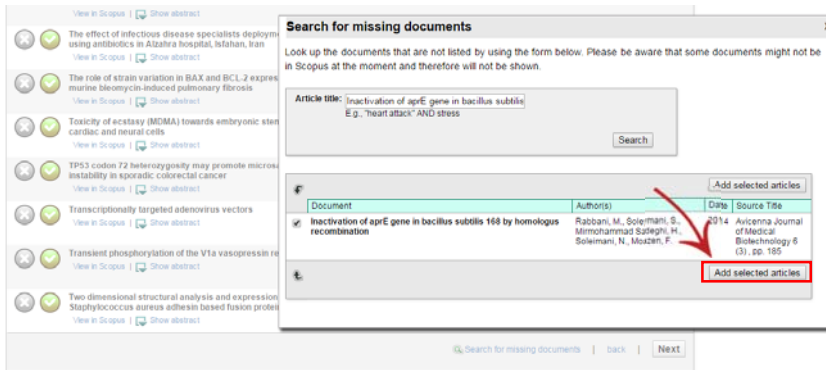 View in Scopus | Show abstract
The effect of infectious disease specialists deployme
using antibiotics in Alzahra hospital, Isfahan, Iran
View in Scopus | Show abstract
The role of strain variation in BAX and BCL-2 expres
murine bleomycin-induced pulmonary fibrosis
View in Scopus | Show abstract
Toxicity of ecstasy (MDMA) towards embryonic sten
cardiac and neural cells
View in Scopus | Show abstract
TP53 codon 72 heterozygosity may promote microsa
instability in sporadic colorectal cancer
View in Scopus | Show abstract
Transcriptionally targeted adenovirus vectors
View in Scopus | Show abstract
Transient phosphorylation of the V1a vasopressin re
View in Scopus | Show abstract
Two dimensional structural analysis and expression
Staphylococcus aureus adhesin based fusion protei
View in Scopus | Show abstract
Search for missing documents
Look up the documents that are not listed by using the form below. Please be aware that some documents might not be
in Scopus at the moment and therefore will not be shown.
Article title: Inactivation of aprE gene in bacillus subtilis
E.g., "heart attack" AND stress
Search
Add selected articles
Document Author(s) Date Source Title
Inactivation of aprE gene in bacillus subtilis 168 by homologus
recombination
Rabbani, M., Soleimani, S.,
Mirmohammad Sadeghi, H.,
Soleimani, N., Moazen, F.
2014
Avicenna Journal
of Medical
Biotechnology 6
(3), pp. 185
Add selected articles
Search for missing documents | back | Next